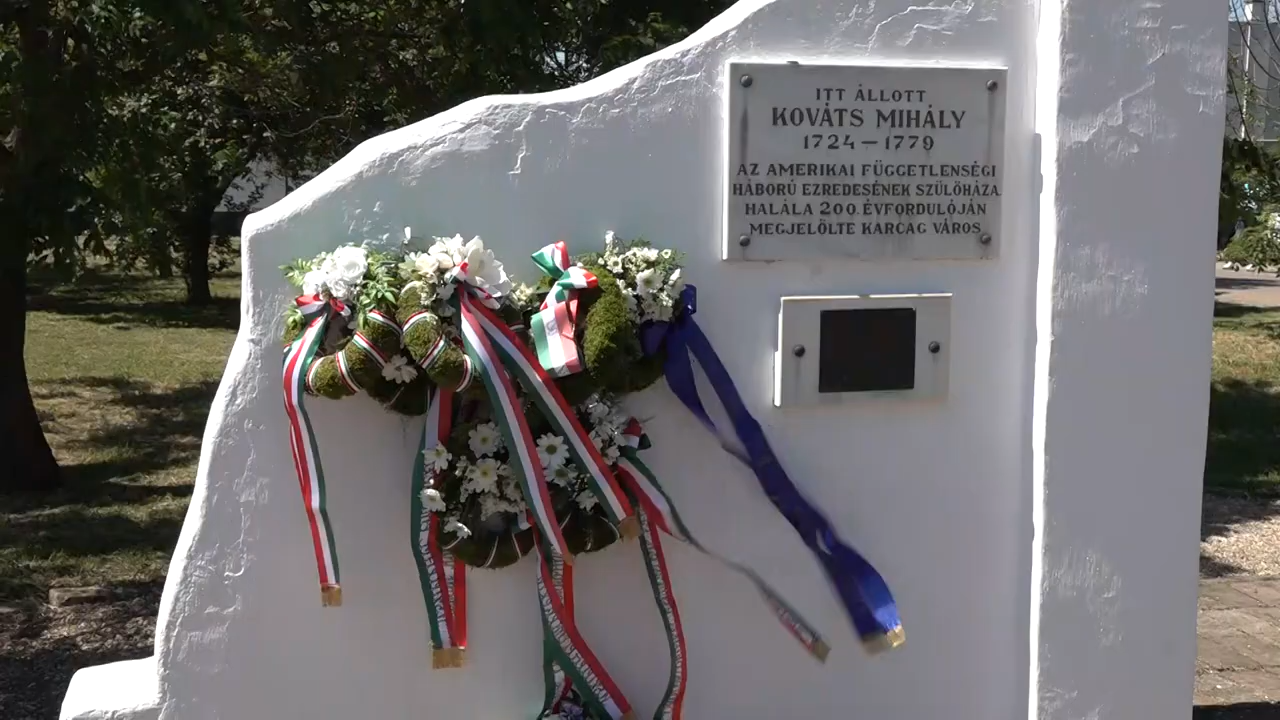 ITT ÁLLOTT
KOVÁTS MIHÁLY
1724–1779
AZ AMERIKAI FÜGGETLENSÉGI
HÁBORÚ EZREDESÉNEK SZÜLŐHÁZA.
HALÁLA 200. ÉVFORDULÓJÁN
MEGJELÖLTE KARCAG VÁROS.